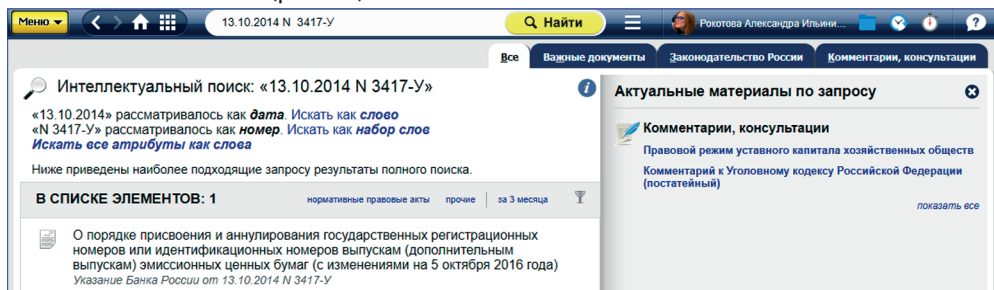 Меню
13.10.2014 N 3417-У
Найти
Рокотова Александра Ильини...
?
Все
Важные документы
Законодательство России
Комментарии, консультации
Интеллектуальный поиск: «13.10.2014 N 3417-У»
i
«13.10.2014» рассматривалось как дата. Искать как слово
«N 3417-У» рассматривалось как номер. Искать как набор слов
Искать все атрибуты как слова
Ниже приведены наиболее подходящие запросу результаты полного поиска.
В СПИСКЕ ЭЛЕМЕНТОВ: 1
нормативные правовые акты
прочие
за 3 месяца
О порядке присвоения и аннулирования государственных регистрационных
номеров или идентификационных номеров выпускам (дополнительным
выпускам) эмиссионных ценных бумаг (с изменениями на 5 октября 2016 года)
Указание Банка России от 13.10.2014 N 3417-У
Актуальные материалы по запросу
Комментарии, консультации
Правовой режим уставного капитала хозяйственных обществ
Комментарий к Уголовному кодексу Российской Федерации
(постатейный)
показать все